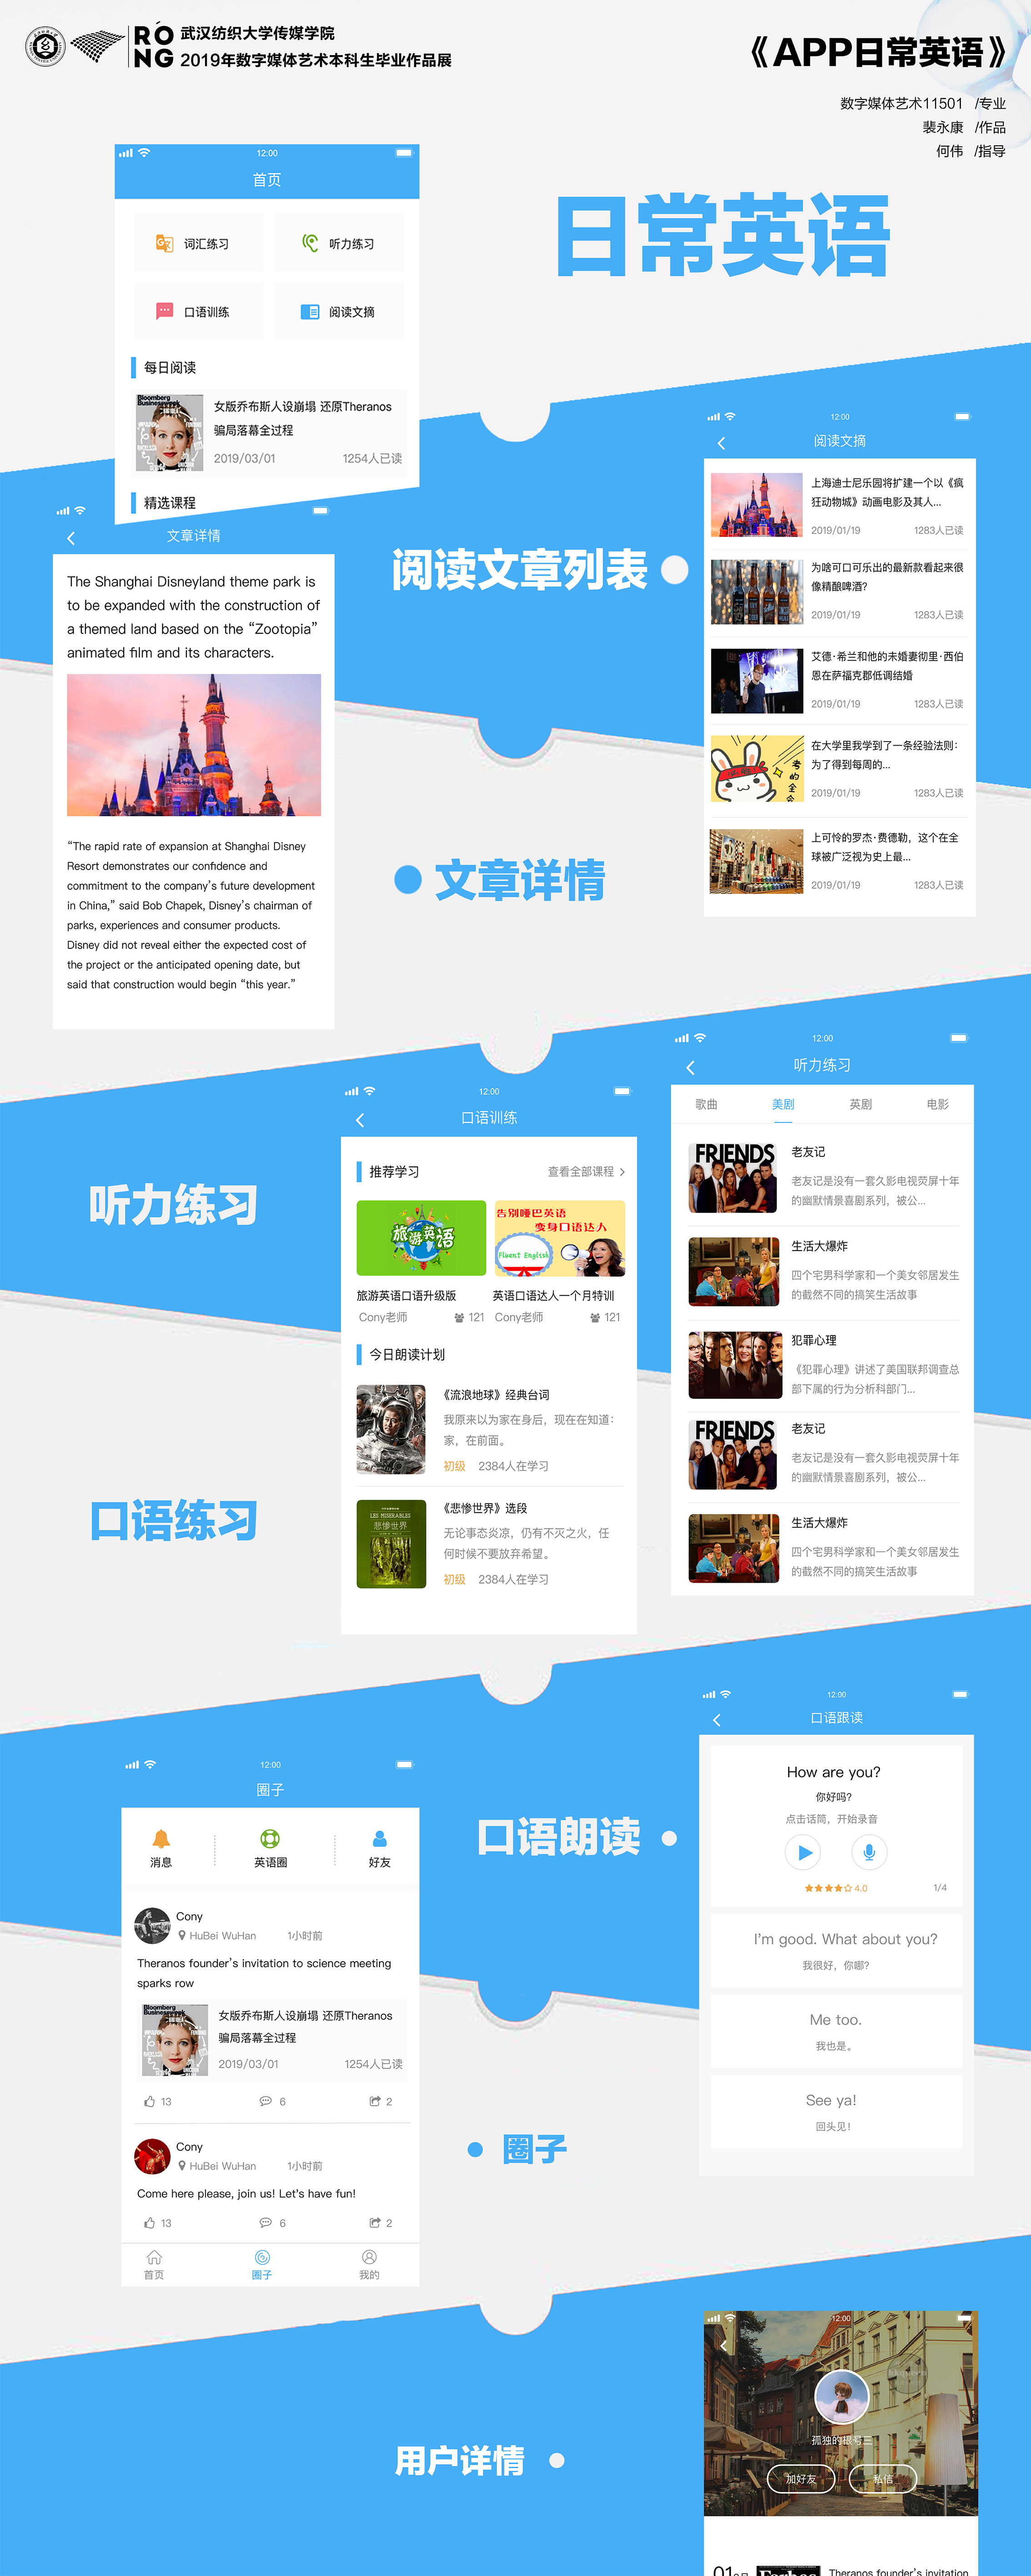 RÓ
NG
武汉纺织大学传媒学院
2019年数字媒体艺术本科生毕业作品展
《APP日常英语》
数字媒体艺术11501 /专业
裴永康 /作品
何伟 /指导
日常英语
12:00
首页
词汇练习
听力练习
口语训练
阅读文摘
每日阅读
Bloomberg
Businessweek
女版乔布斯人设崩塌 还原Theranos
骗局落幕全过程
2019/03/01 1254人已读
精选课程
12:00
阅读文摘
上海迪士尼乐园将扩建一个以《疯
狂动物城》动画电影及其人...
2019/01/19 1283人已读
为啥可口可乐出的最新款看起来很
像精酿啤酒?
2019/01/19 1283人已读
艾德·希兰和他的未婚妻彻里·西伯
恩在萨福克郡低调结婚
2019/01/19 1283人已读
在大学里我学到了一条经验法则:
为了得到每周的...
2019/01/19 1283人已读
上可怜的罗杰·费德勒，这个在全
球被广泛视为史上最...
2019/01/19 1283人已读
阅读文章列表
文章详情
The Shanghai Disneyland theme park is
to be expanded with the construction of
a themed land based on the “Zootopia”
animated film and its characters.
“The rapid rate of expansion at Shanghai Disney
Resort demonstrates our confidence and
commitment to the company’s future development
in China,” said Bob Chapek, Disney’s chairman of
parks, experiences and consumer products.
Disney did not reveal either the expected cost of
the project or the anticipated opening date, but
said that construction would begin “this year.”
文章详情
12:00
听力练习
歌曲 美剧 英剧 电影
FRIENDS
老友记
老友记是没有一套久影电视荧屏十年
的幽默情景喜剧系列，被公...
生活大爆炸
四个宅男科学家和一个美女邻居发生
的截然不同的搞笑生活故事
犯罪心理
《犯罪心理》讲述了美国联邦调查总
部下属的行为分析科部门...
FRIENDS
老友记
老友记是没有一套久影电视荧屏十年
的幽默情景喜剧系列，被公...
生活大爆炸
四个宅男科学家和一个美女邻居发生
的截然不同的搞笑生活故事
听力练习
12:00
口语训练
推荐学习 查看全部课程
旅游英语
告别哑巴英语
变身口语达人
Fluent English
旅游英语口语升级版
英语口语达人一个月特训
Cony老师 121
Cony老师 121
今日朗读计划
《流浪地球》经典台词
我原来以为家在身后，现在在知道：
家，在前面。
初级 2384人在学习
LES MISERABLES
悲惨世界
《悲惨世界》选段
无论事态炎凉，仍有不灭之火，任
何时候不要放弃希望。
初级 2384人在学习
口语练习
12:00
口语跟读
How are you?
你好吗?
点击话筒，开始录音
4.0
1/4
I’m good. What about you?
我很好，你哪?
Me too.
我也是。
See ya!
回头见!
口语朗读
12:00
圈子
消息 英语圈 好友
Cony
HuBei WuHan 1小时前
Theranos founder’s invitation to science meeting
sparks row
Bloomberg
Businessweek
女版乔布斯人设崩塌 还原Theranos
骗局落幕全过程
2019/03/01 1254人已读
13 6 2
Cony
HuBei WuHan 1小时前
Come here please, join us! Let’s have fun!
13 6 2
首页 圈子 我的
圈子
12:00
孤独的根号三
加好友 私信
用户详情
Theranos founder’s invitation